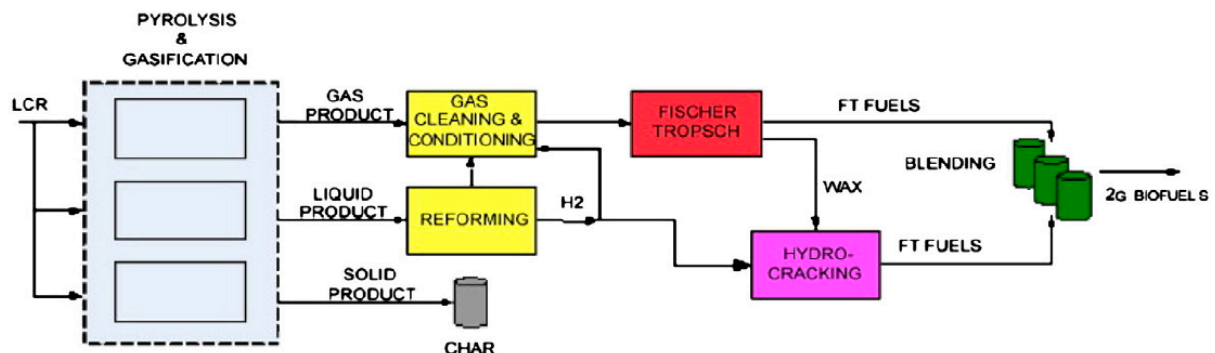 PYROLYSIS
&
GASIFICATION
LCR
GAS
PRODUCT
GAS
CLEANING &
CONDITIONING
FISCHER
TROPSCH
FT FUELS
BLENDING
2G BIOFUELS
LIQUID
PRODUCT
REFORMING
H2
WAX
HYDRO-
CRACKING
FT FUELS
SOLID
PRODUCT
CHAR